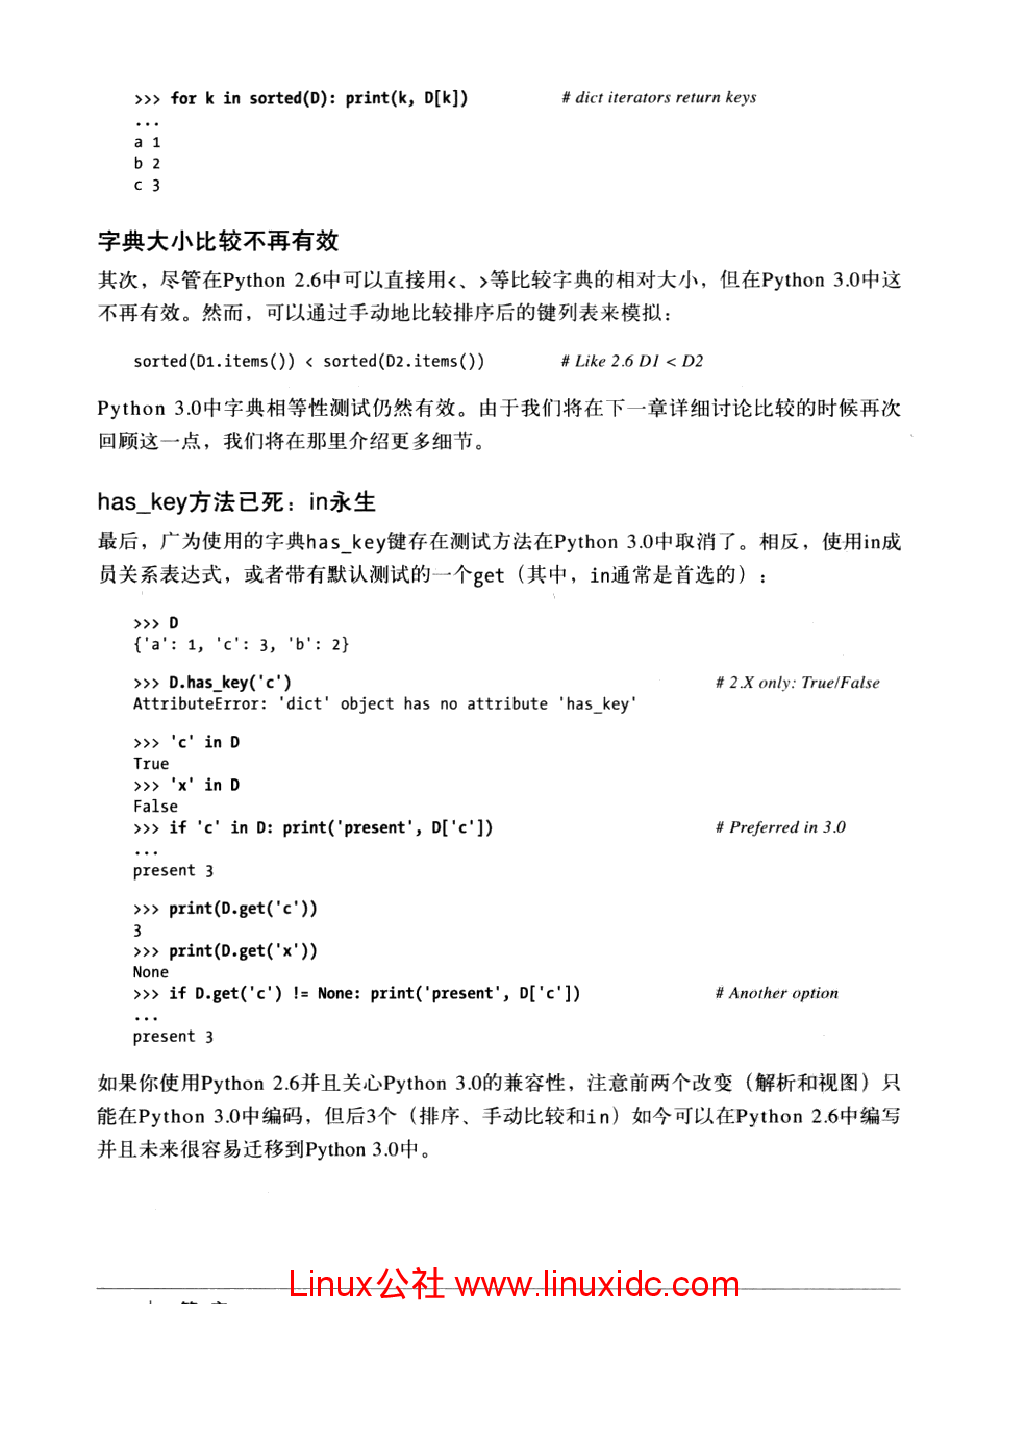 >>> for k in sorted(D): print(k, D[k])    # dict iterators return keys
...
a 1
b 2
c 3
字典大小比较不再有效
其次，尽管在Python 2.6中可以直接用<、>等比较字典的相对大小，但在Python 3.0中这
不再有效。然而，可以通过手动地比较排序后的键列表来模拟：
sorted(D1.items()) < sorted(D2.items())    # Like 2.6 D1 < D2
Python 3.0中字典相等性测试仍然有效。由于我们将在下一章详细讨论比较的时候再次
回顾这一点，我们将在那里介绍更多细节。
has_key方法已死：in永生
最后，广为使用的字典has_key键存在测试方法在Python 3.0中取消了。相反，使用in成
员关系表达式，或者带有默认测试的一个get（其中，in通常是首选的）：
>>> D
{'a': 1, 'c': 3, 'b': 2}
>>> D.has_key('c')    # 2.X only: True/False
AttributeError: 'dict' object has no attribute 'has_key'
>>> 'c' in D
True
>>> 'x' in D
False
>>> if 'c' in D: print('present', D['c'])    # Preferred in 3.0
...
present 3
>>> print(D.get('c'))
3
>>> print(D.get('x'))
None
>>> if D.get('c') != None: print('present', D['c'])    # Another option
...
present 3
如果你使用Python 2.6并且关心Python 3.0的兼容性，注意前两个改变（解析和视图）只
能在Python 3.0中编码，但后3个（排序、手动比较和in）如今可以在Python 2.6中编写
并且未来很容易迁移到Python 3.0中。
Linux公社 www.linuxidc.com